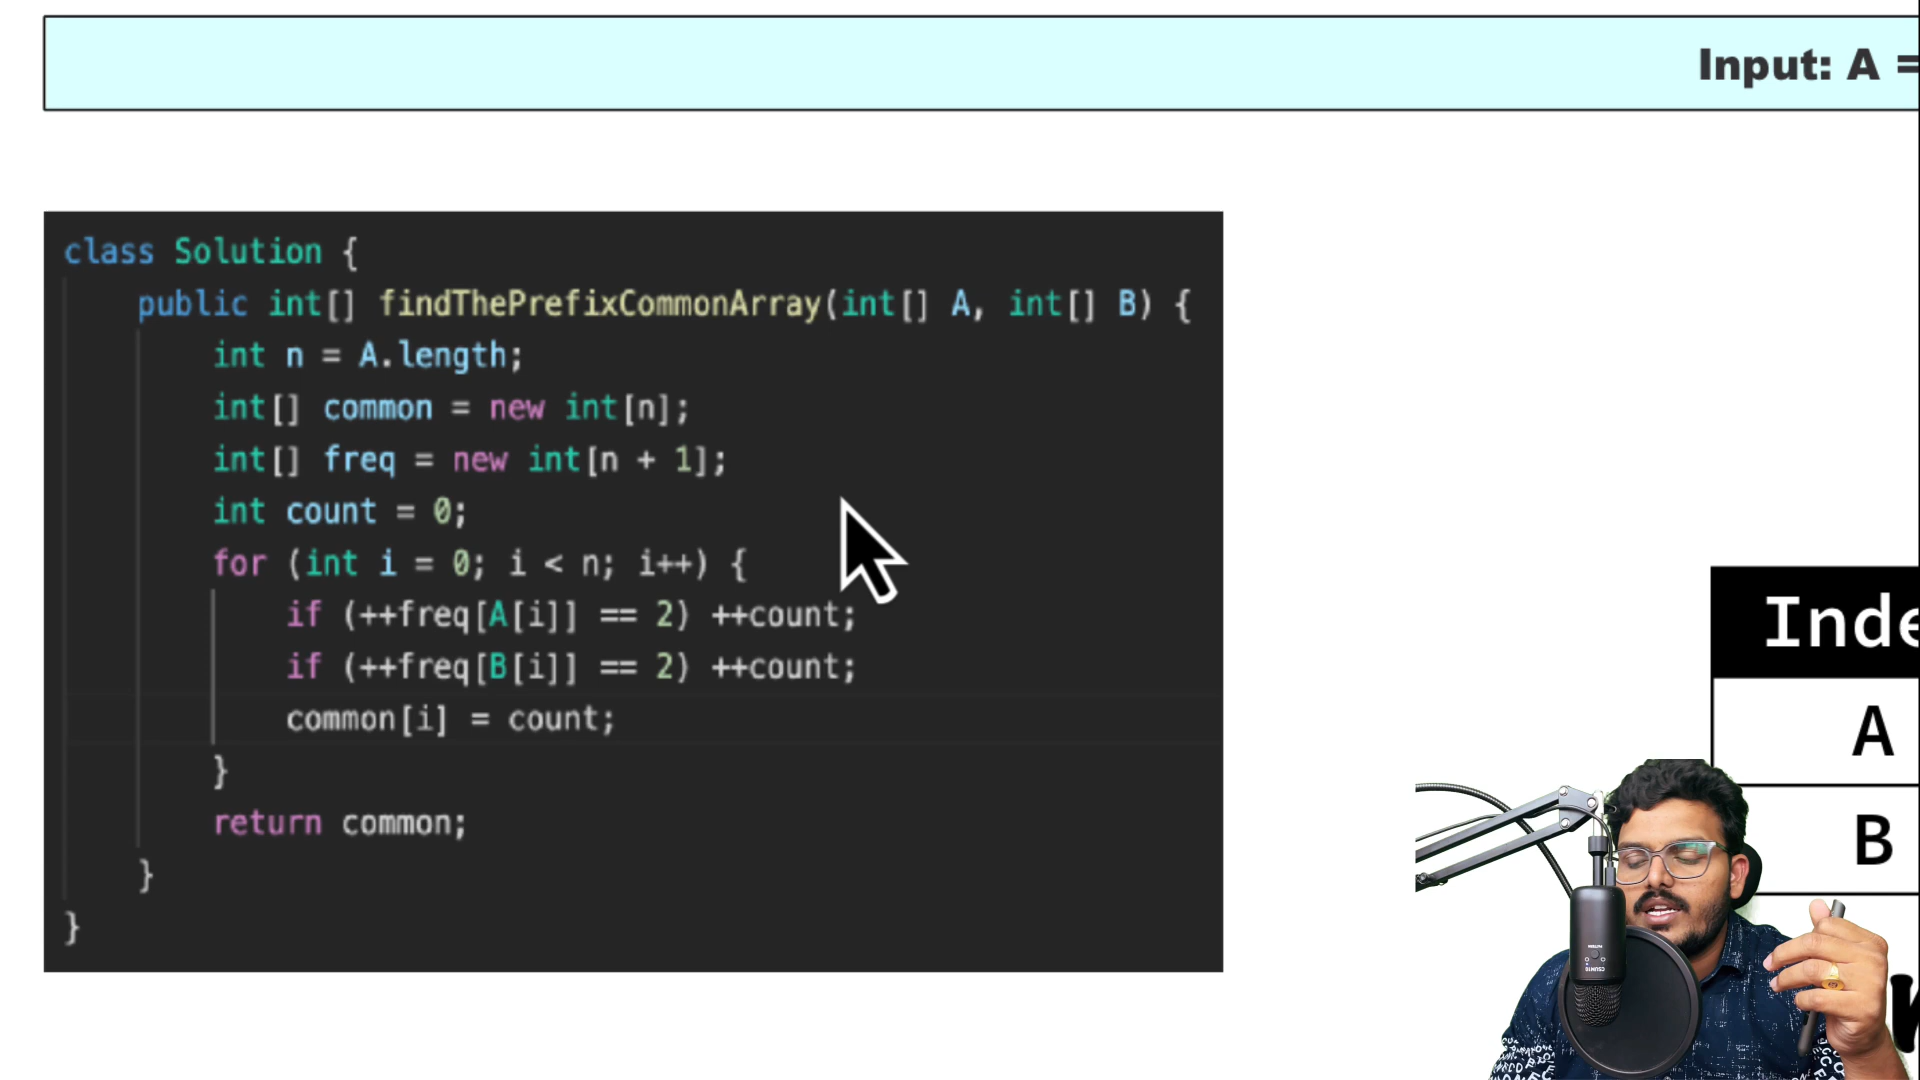 Input: A =
class Solution {
    public int[] findThePrefixCommonArray(int[] A, int[] B) {
        int n = A.length;
        int[] common = new int[n];
        int[] freq = new int[n + 1];
        int count = 0;
        for (int i = 0; i < n; i++) {
            if (++freq[A[i]] == 2) ++count;
            if (++freq[B[i]] == 2) ++count;
            common[i] = count;
        }
        return common;
    }
}
Inde
A
B